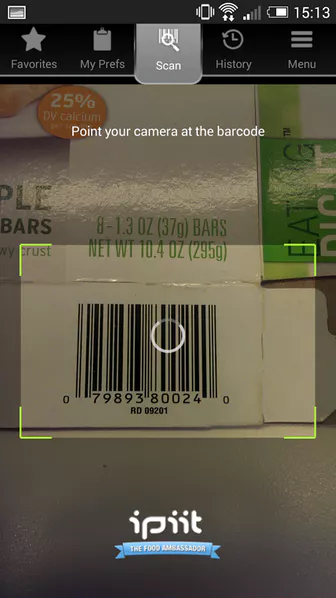 15:13
Favorites
My Prefs
Scan
History
Menu
25%
DV calcium
Point your camera at the barcode
PLE
BARS
wy crust
8-1.3 OZ (37g) BARS
NET WT 10.4 OZ (295g)
EAT
RIGHT
TM
0 79893 80024 0
RD 09201
ipiit
THE FOOD AMBASSADOR